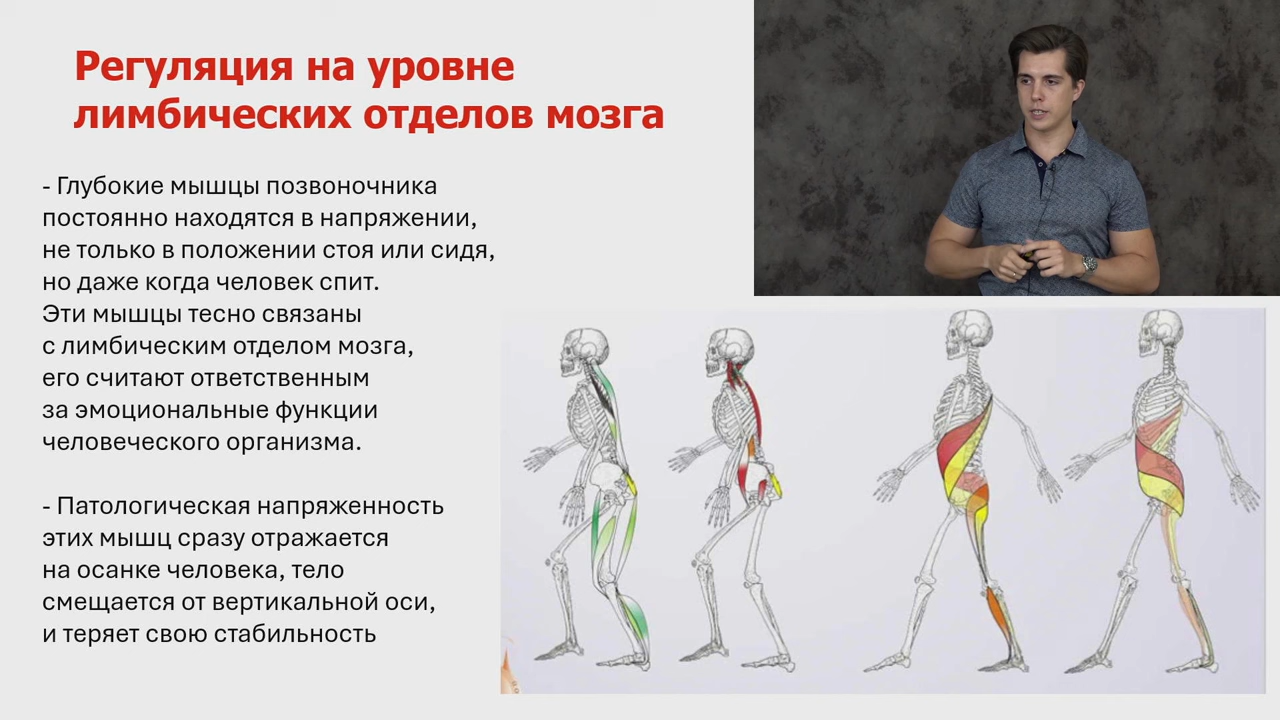 Регуляция на уровне
лимбических отделов мозга
- Глубокие мышцы позвоночника
постоянно находятся в напряжении,
не только в положении стоя или сидя,
но даже когда человек спит.
Эти мышцы тесно связаны
с лимбическим отделом мозга,
его считают ответственным
за эмоциональные функции
человеческого организма.
- Патологическая напряженность
этих мышц сразу отражается
на осанке человека, тело
смещается от вертикальной оси,
и теряет свою стабильность